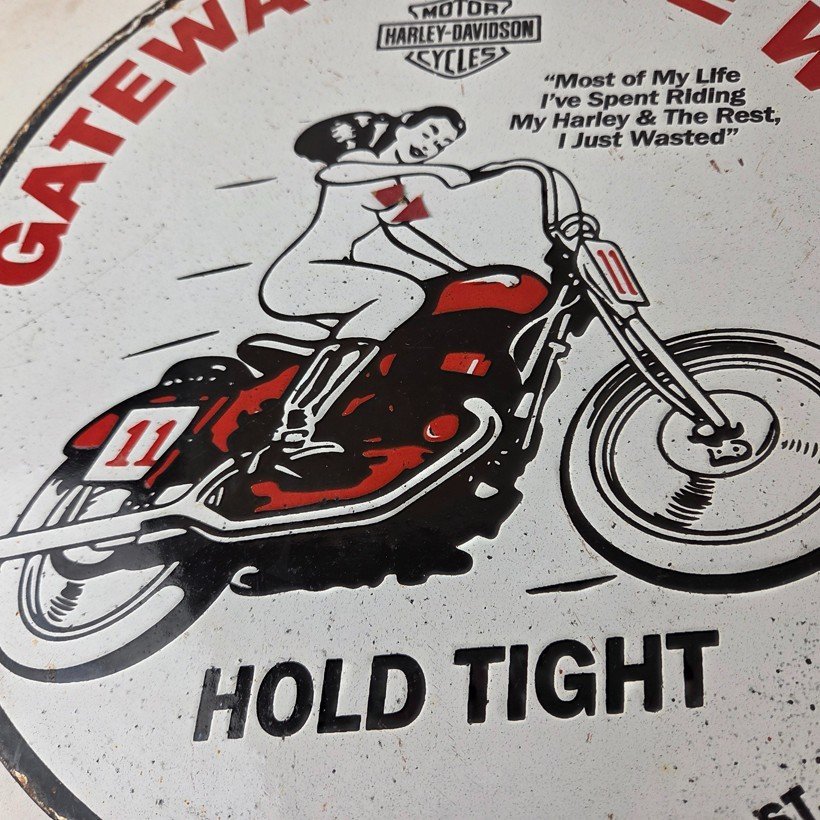 GATEWA
MOTOR
HARLEY-DAVIDSON
CYCLES
"Most of My Life
I've Spent Riding
My Harley & The Rest,
I Just Wasted"
11
11
HOLD TIGHT
ST.